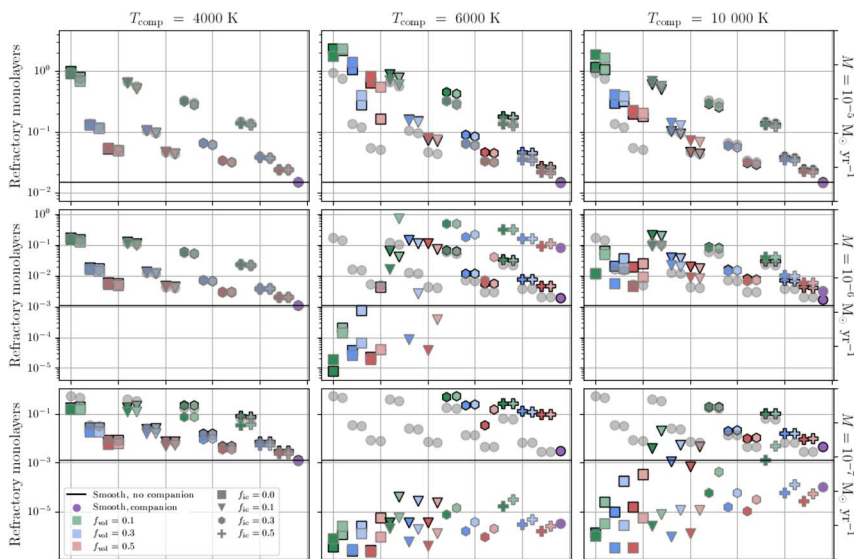 T_comp = 4000 K
T_comp = 6000 K
T_comp = 10 000 K
Refractory monolayers
10^0
10^-1
10^-2
Ṁ = 10^-5 M_⊙ yr^-1
Refractory monolayers
10^0
10^-1
10^-2
10^-3
10^-4
10^-5
Ṁ = 10^-6 M_⊙ yr^-1
Refractory monolayers
10^-1
10^-3
10^-5
Ṁ = 10^-7 M_⊙ yr^-1
Smooth, no companion
Smooth, companion
f_vol = 0.1
f_vol = 0.3
f_vol = 0.5
f_ic = 0.0
f_ic = 0.1
f_ic = 0.3
f_ic = 0.5